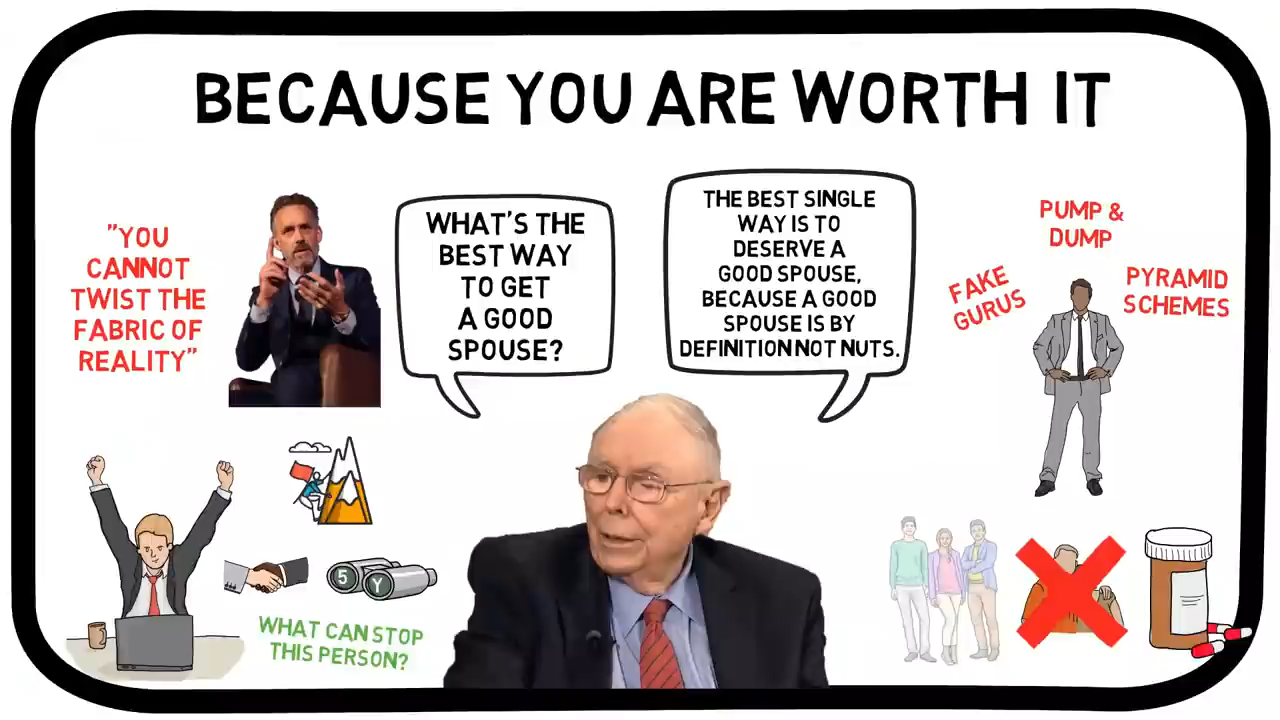 BECAUSE YOU ARE WORTH IT
"YOU
CANNOT
TWIST THE
FABRIC OF
REALITY"
WHAT'S THE
BEST WAY
TO GET
A GOOD
SPOUSE?
THE BEST SINGLE
WAY IS TO
DESERVE A
GOOD SPOUSE,
BECAUSE A GOOD
SPOUSE IS BY
DEFINITION NOT NUTS.
PUMP &
DUMP
FAKE
GURUS
PYRAMID
SCHEMES
5 Y
WHAT CAN STOP
THIS PERSON?